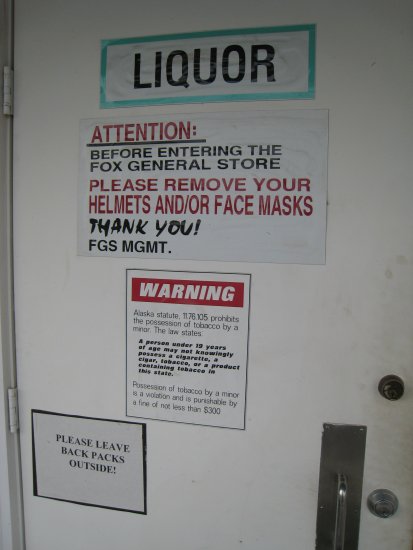 LIQUOR
ATTENTION:
BEFORE ENTERING THE
FOX GENERAL STORE
PLEASE REMOVE YOUR
HELMETS AND/OR FACE MASKS
THANK YOU!
FGS MGMT.
WARNING
Alaska statute, 11.76.105 prohibits
the possession of tobacco by a
minor. The law states:
A person under 19 years
of age may not knowingly
possess a cigarette, a
cigar, tobacco, or a product
containing tobacco in
this state.
Possession of tobacco by a minor
is a violation and is punishable by
a fine of not less than $300
PLEASE LEAVE
BACK PACKS
OUTSIDE!